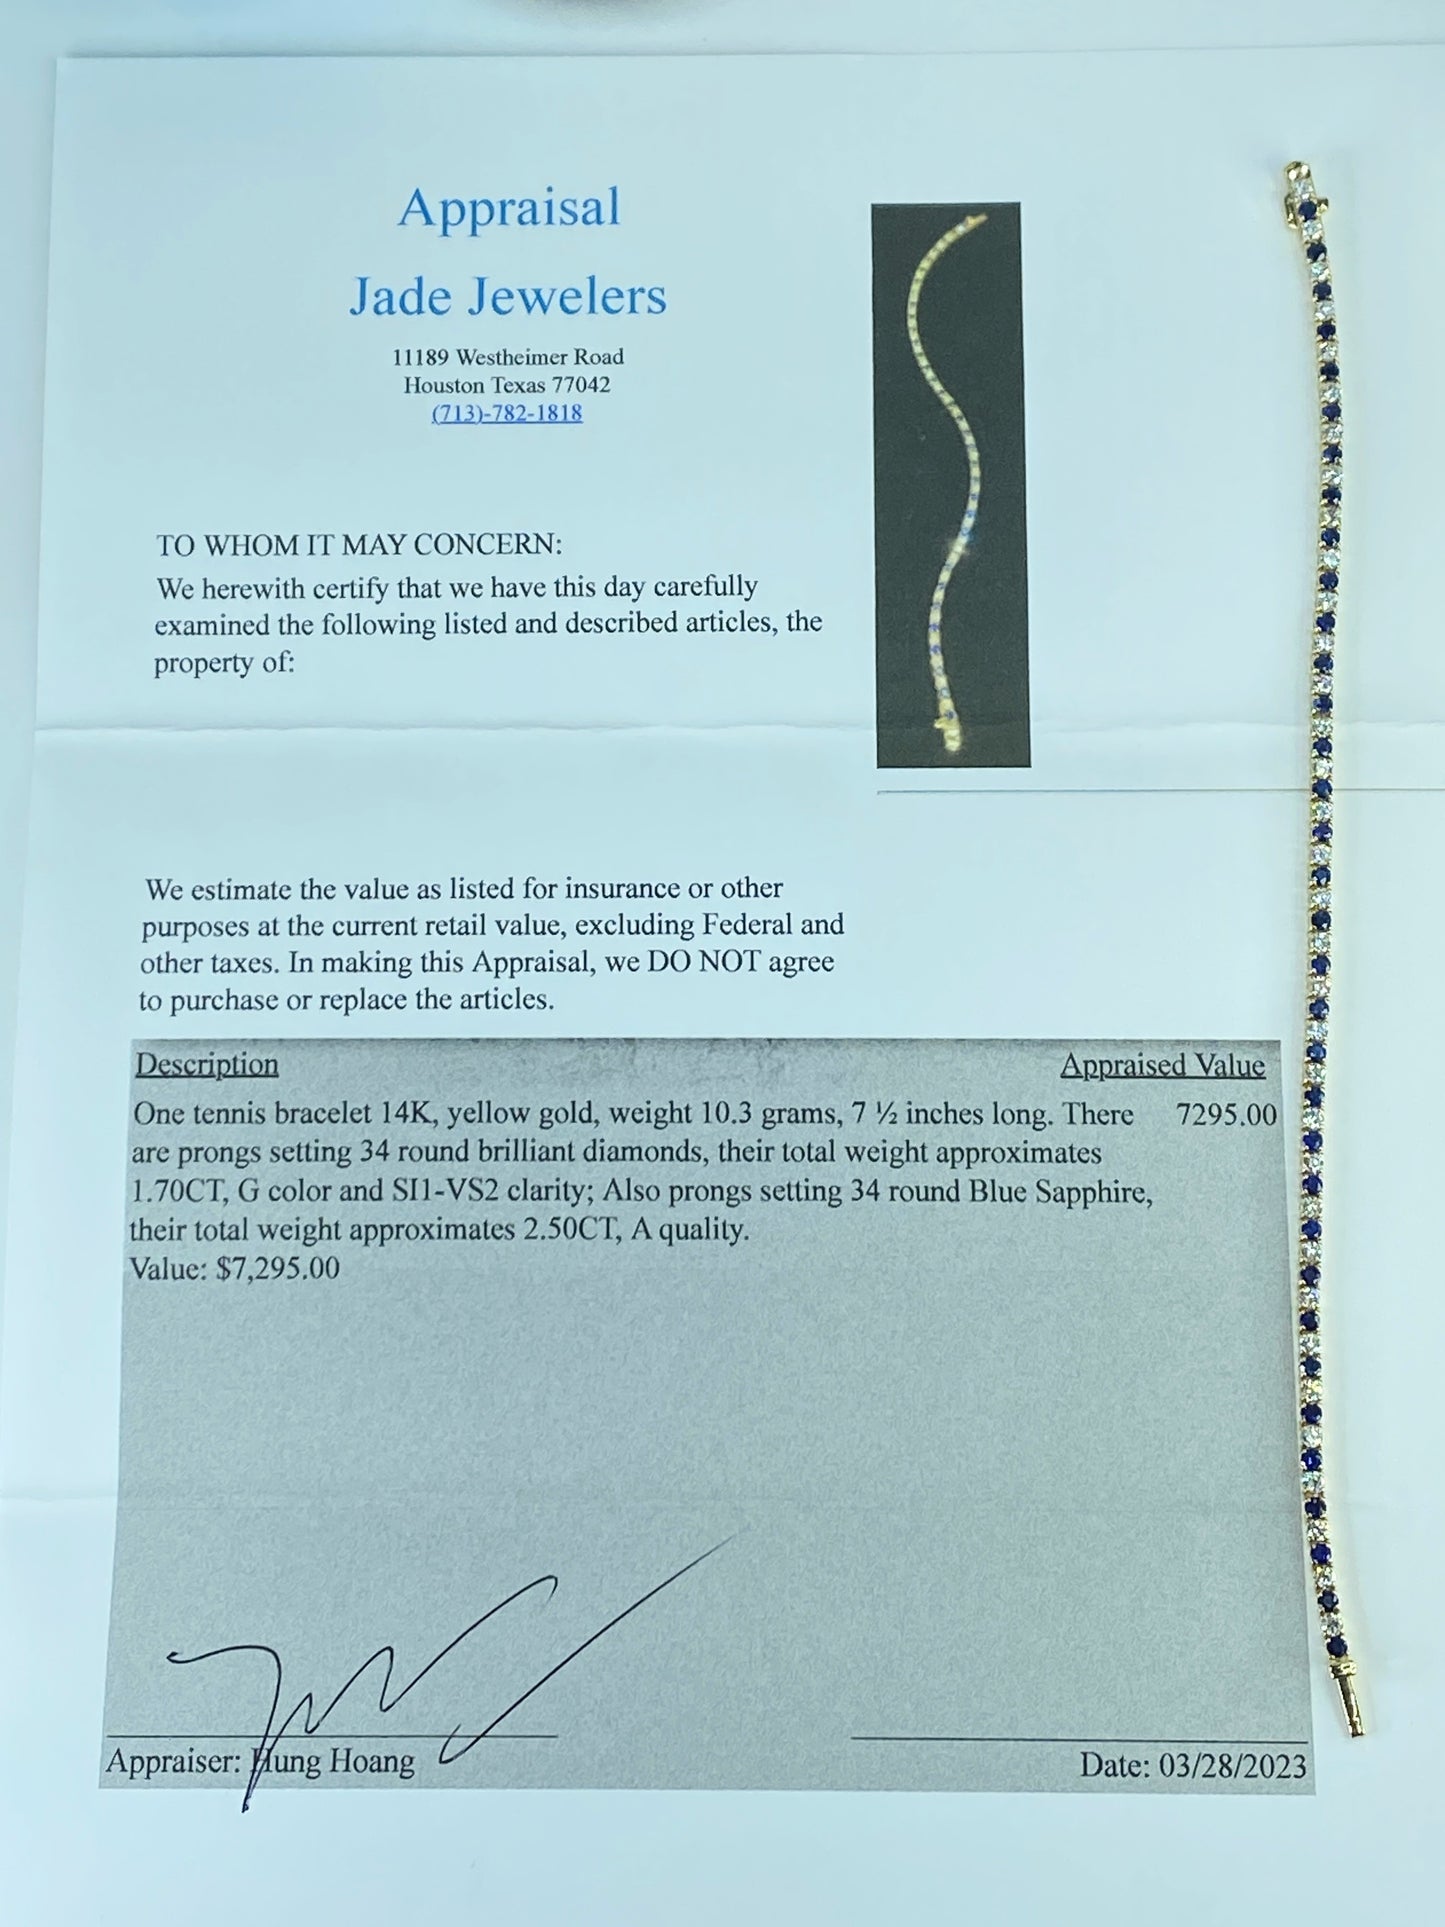 Appraisal
Jade Jewelers
11189 Westheimer Road
Houston Texas 77042
(713)-782-1818
TO WHOM IT MAY CONCERN:
We herewith certify that we have this day carefully
examined the following listed and described articles, the
property of:
We estimate the value as listed for insurance or other
purposes at the current retail value, excluding Federal and
other taxes. In making this Appraisal, we DO NOT agree
to purchase or replace the articles.
Description Appraised Value
One tennis bracelet 14K, yellow gold, weight 10.3 grams, 7 ½ inches long. There 7295.00
are prongs setting 34 round brilliant diamonds, their total weight approximates
1.70CT, G color and SI1-VS2 clarity; Also prongs setting 34 round Blue Sapphire,
their total weight approximates 2.50CT, A quality.
Value: $7,295.00
Appraiser: Hung Hoang Date: 03/28/2023